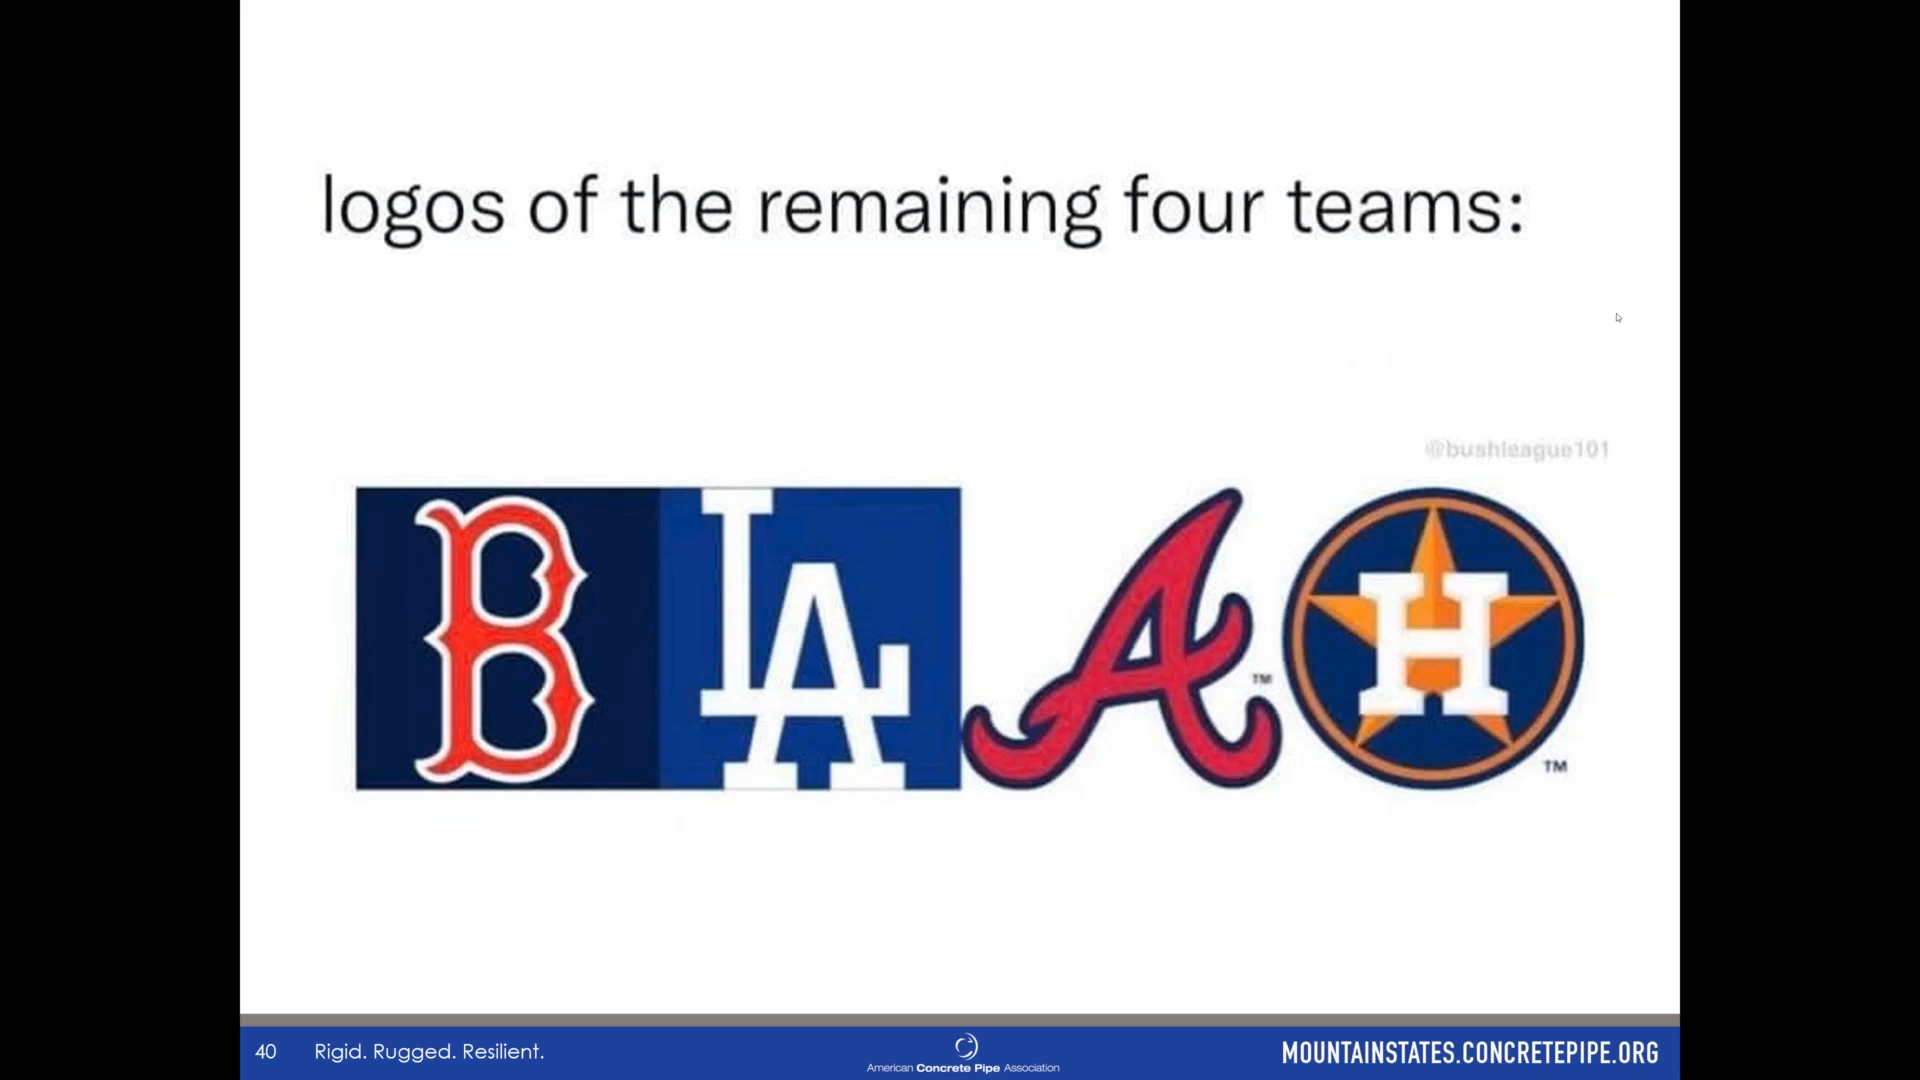 logos of the remaining four teams:
@bushleague101
B LA A TM H TM
40 Rigid. Rugged. Resilient. American Concrete Pipe Association MOUNTAINSTATES.CONCRETEPIPE.ORG